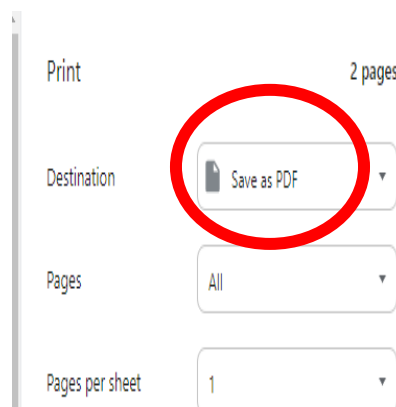 Print 2 pages
Destination Save as PDF
Pages All
Pages per sheet 1